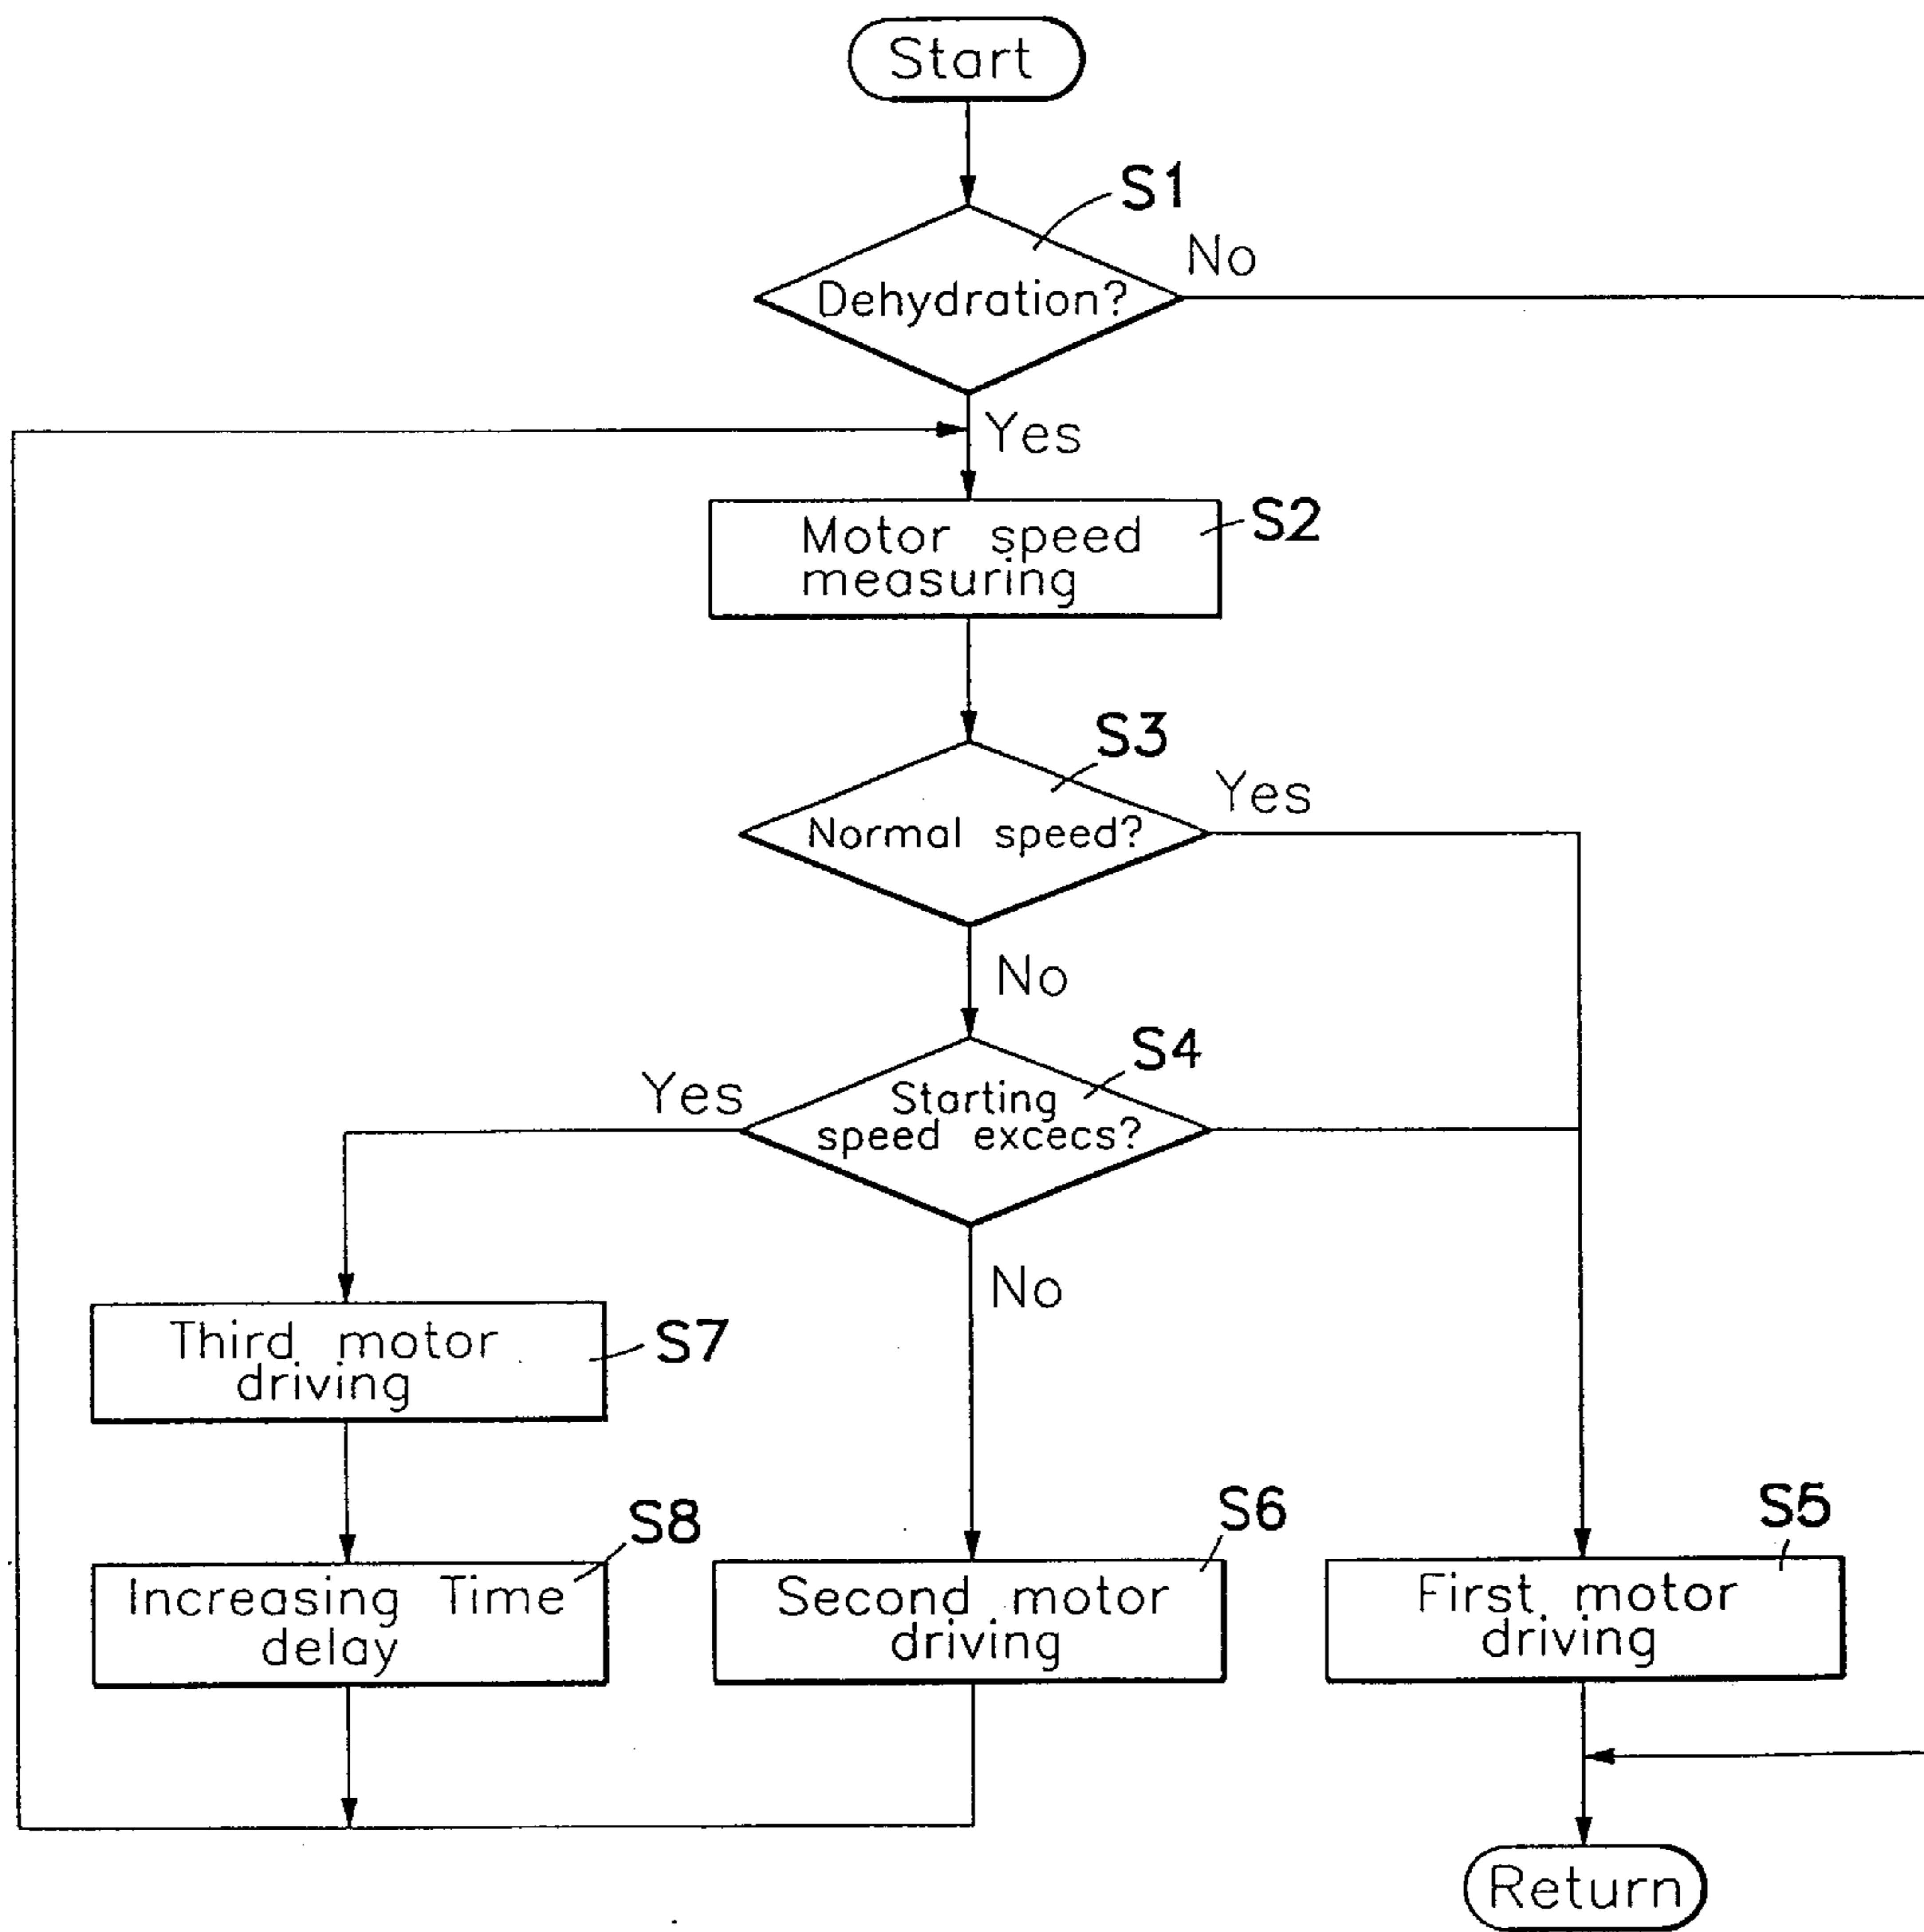 Start
S1
No
Dehydration?
Yes
S2
Motor speed
measuring
S3
Yes
Normal speed?
No
S4
Yes
Starting
speed excecs?
No
S7
Third motor
driving
S8
S6
S5
Increasing Time
delay
Second motor
driving
First motor
driving
Return